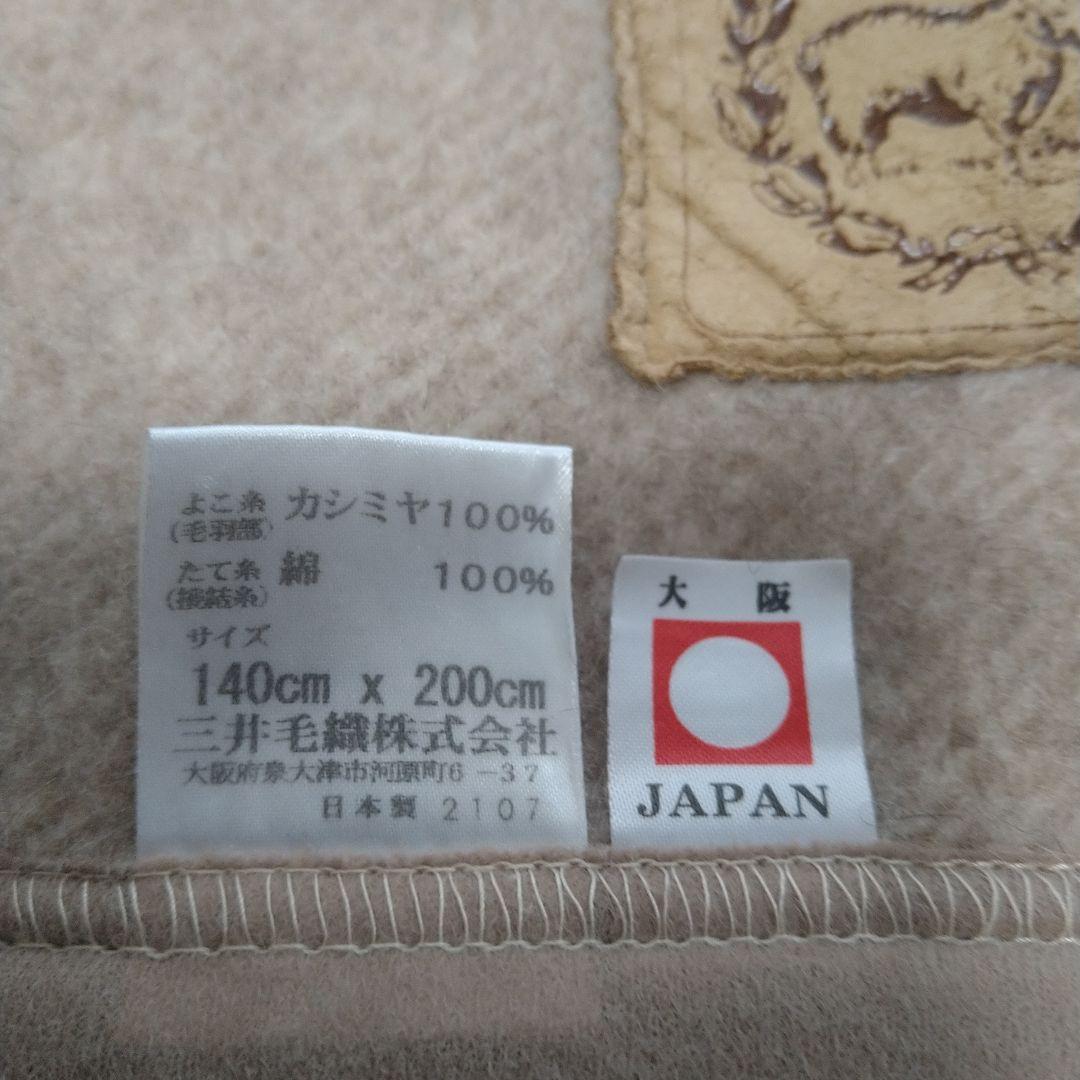 よこ糸 カシミヤ100%
(毛羽部)
たて糸 綿 100%
(接結糸)
サイズ
140cm x 200cm
三井毛織株式会社
大阪府泉大津市河原町6-37
日本製 2107
大 阪
JAPAN